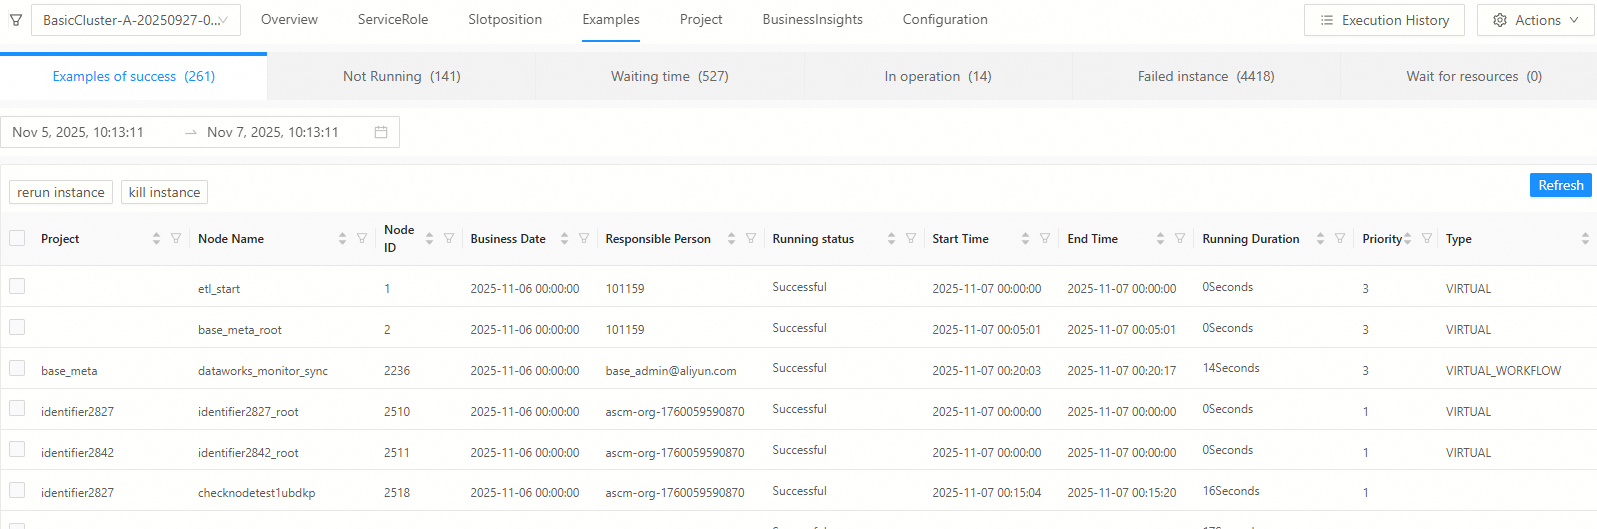 BasicCluster-A-20250927-0... Overview ServiceRole Slotposition Examples Project BusinessInsights Configuration Execution History Actions
Examples of success (261) Not Running (141) Waiting time (527) In operation (14) Failed instance (4418) Wait for resources (0)
Nov 5, 2025, 10:13:11 → Nov 7, 2025, 10:13:11
rerun instance kill instance Refresh
Project Node Name Node ID Business Date Responsible Person Running status Start Time End Time Running Duration Priority Type
etl_start 1 2025-11-06 00:00:00 101159 Successful 2025-11-07 00:00:00 2025-11-07 00:00:00 0Seconds 3 VIRTUAL
base_meta_root 2 2025-11-06 00:00:00 101159 Successful 2025-11-07 00:05:01 2025-11-07 00:05:01 0Seconds 3 VIRTUAL
base_meta dataworks_monitor_sync 2236 2025-11-06 00:00:00 base_admin@aliyun.com Successful 2025-11-07 00:20:03 2025-11-07 00:20:17 14Seconds 3 VIRTUAL_WORKFLOW
identifier2827 identifier2827_root 2510 2025-11-06 00:00:00 ascm-org-1760059590870 Successful 2025-11-07 00:00:00 2025-11-07 00:00:00 0Seconds 1 VIRTUAL
identifier2842 identifier2842_root 2511 2025-11-06 00:00:00 ascm-org-1760059590870 Successful 2025-11-07 00:00:00 2025-11-07 00:00:00 0Seconds 1 VIRTUAL
identifier2827 checknodetest1ubdkp 2518 2025-11-06 00:00:00 ascm-org-1760059590870 Successful 2025-11-07 00:15:04 2025-11-07 00:15:20 16Seconds 1